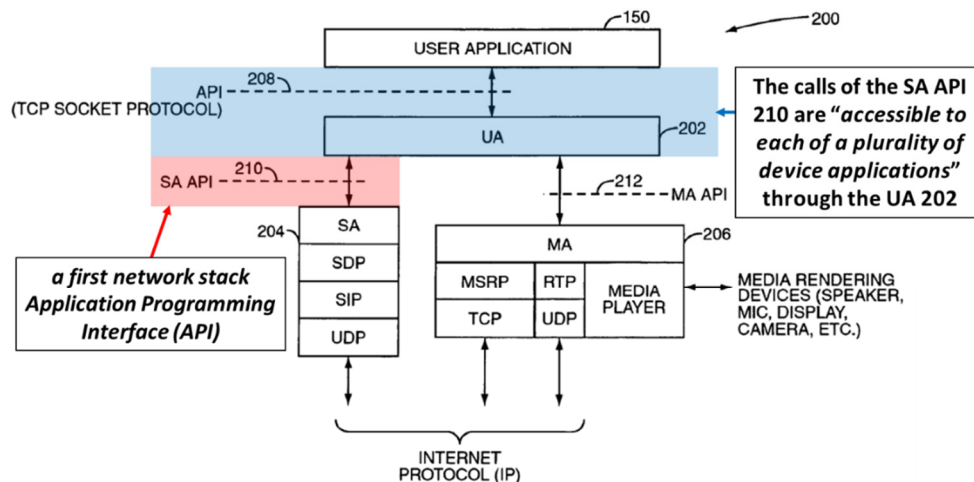 150
200
USER APPLICATION
208
API
(TCP SOCKET PROTOCOL)
UA
202
The calls of the SA API
210 are “accessible to
each of a plurality of
device applications”
through the UA 202
210
SA API
212
MA API
204
SA
SDP
SIP
UDP
206
MA
MSRP
RTP
MEDIA
PLAYER
TCP
UDP
MEDIA RENDERING
DEVICES (SPEAKER,
MIC, DISPLAY,
CAMERA, ETC.)
a first network stack
Application Programming
Interface (API)
INTERNET
PROTOCOL (IP)